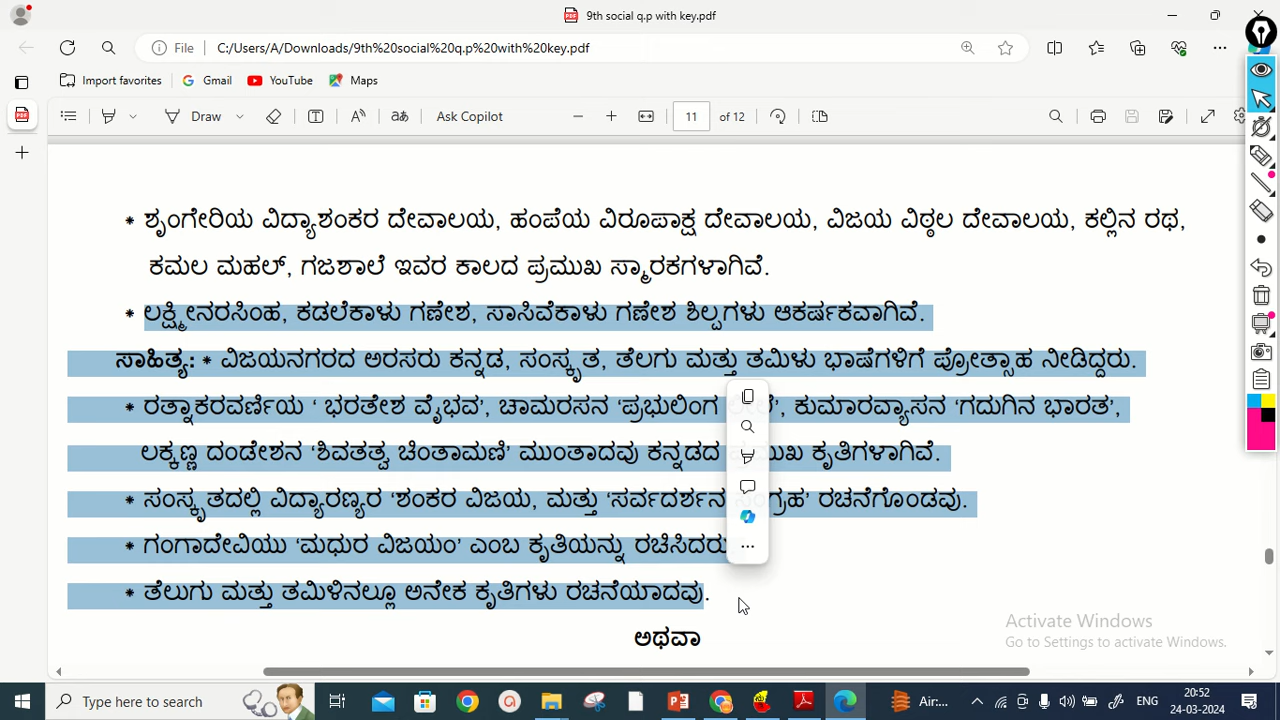 9th social q.p with key.pdf
File C:/Users/A/Downloads/9th%20social%20q.p%20with%20key.pdf
Import favorites Gmail YouTube Maps
Draw Ask Copilot 11 of 12
* ಶೃಂಗೇರಿಯ ವಿದ್ಯಾಶಂಕರ ದೇವಾಲಯ, ಹಂಪೆಯ ವಿರೂಪಾಕ್ಷ ದೇವಾಲಯ, ವಿಜಯ ವಿಠ್ಠಲ ದೇವಾಲಯ, ಕಲ್ಲಿನ ರಥ,
ಕಮಲ ಮಹಲ್, ಗಜಶಾಲೆ ಇವರ ಕಾಲದ ಪ್ರಮುಖ ಸ್ಮಾರಕಗಳಾಗಿವೆ.
* ಲಕ್ಷ್ಮೀನರಸಿಂಹ, ಕಡಲೆಕಾಳು ಗಣೇಶ, ಸಾಸಿವೆಕಾಳು ಗಣೇಶ ಶಿಲ್ಪಗಳು ಆಕರ್ಷಕವಾಗಿವೆ.
ಸಾಹಿತ್ಯ: * ವಿಜಯನಗರದ ಅರಸರು ಕನ್ನಡ, ಸಂಸ್ಕೃತ, ತೆಲಗು ಮತ್ತು ತಮಿಳು ಭಾಷೆಗಳಿಗೆ ಪ್ರೋತ್ಸಾಹ ನೀಡಿದ್ದರು.
* ರತ್ನಾಕರವರ್ಣಿಯ ‘ ಭರತೇಶ ವೈಭವ’, ಚಾಮರಸನ ‘ಪ್ರಭುಲಿಂಗ ’, ಕುಮಾರವ್ಯಾಸನ ‘ಗದುಗಿನ ಭಾರತ’,
ಲಕ್ಕಣ್ಣ ದಂಡೇಶನ ‘ಶಿವತತ್ವ ಚಿಂತಾಮಣಿ’ ಮುಂತಾದವು ಕನ್ನಡದ ಕೃತಿಗಳಾಗಿವೆ.
* ಸಂಸ್ಕೃತದಲ್ಲಿ ವಿದ್ಯಾರಣ್ಯರ ‘ಶಂಕರ ವಿಜಯ, ಮತ್ತು ‘ಸರ್ವದರ್ಶನ ಸಂಗ್ರಹ’ ರಚನೆಗೊಂಡವು.
* ಗಂಗಾದೇವಿಯು ‘ಮಧುರ ವಿಜಯಂ’ ಎಂಬ ಕೃತಿಯನ್ನು ರಚಿಸಿದರು
* ತೆಲುಗು ಮತ್ತು ತಮಿಳಿನಲ್ಲೂ ಅನೇಕ ಕೃತಿಗಳು ರಚನೆಯಾದವು.
ಅಥವಾ
Activate Windows
Go to Settings to activate Windows.
Type here to search Air:... ENG 20:52
24-03-2024